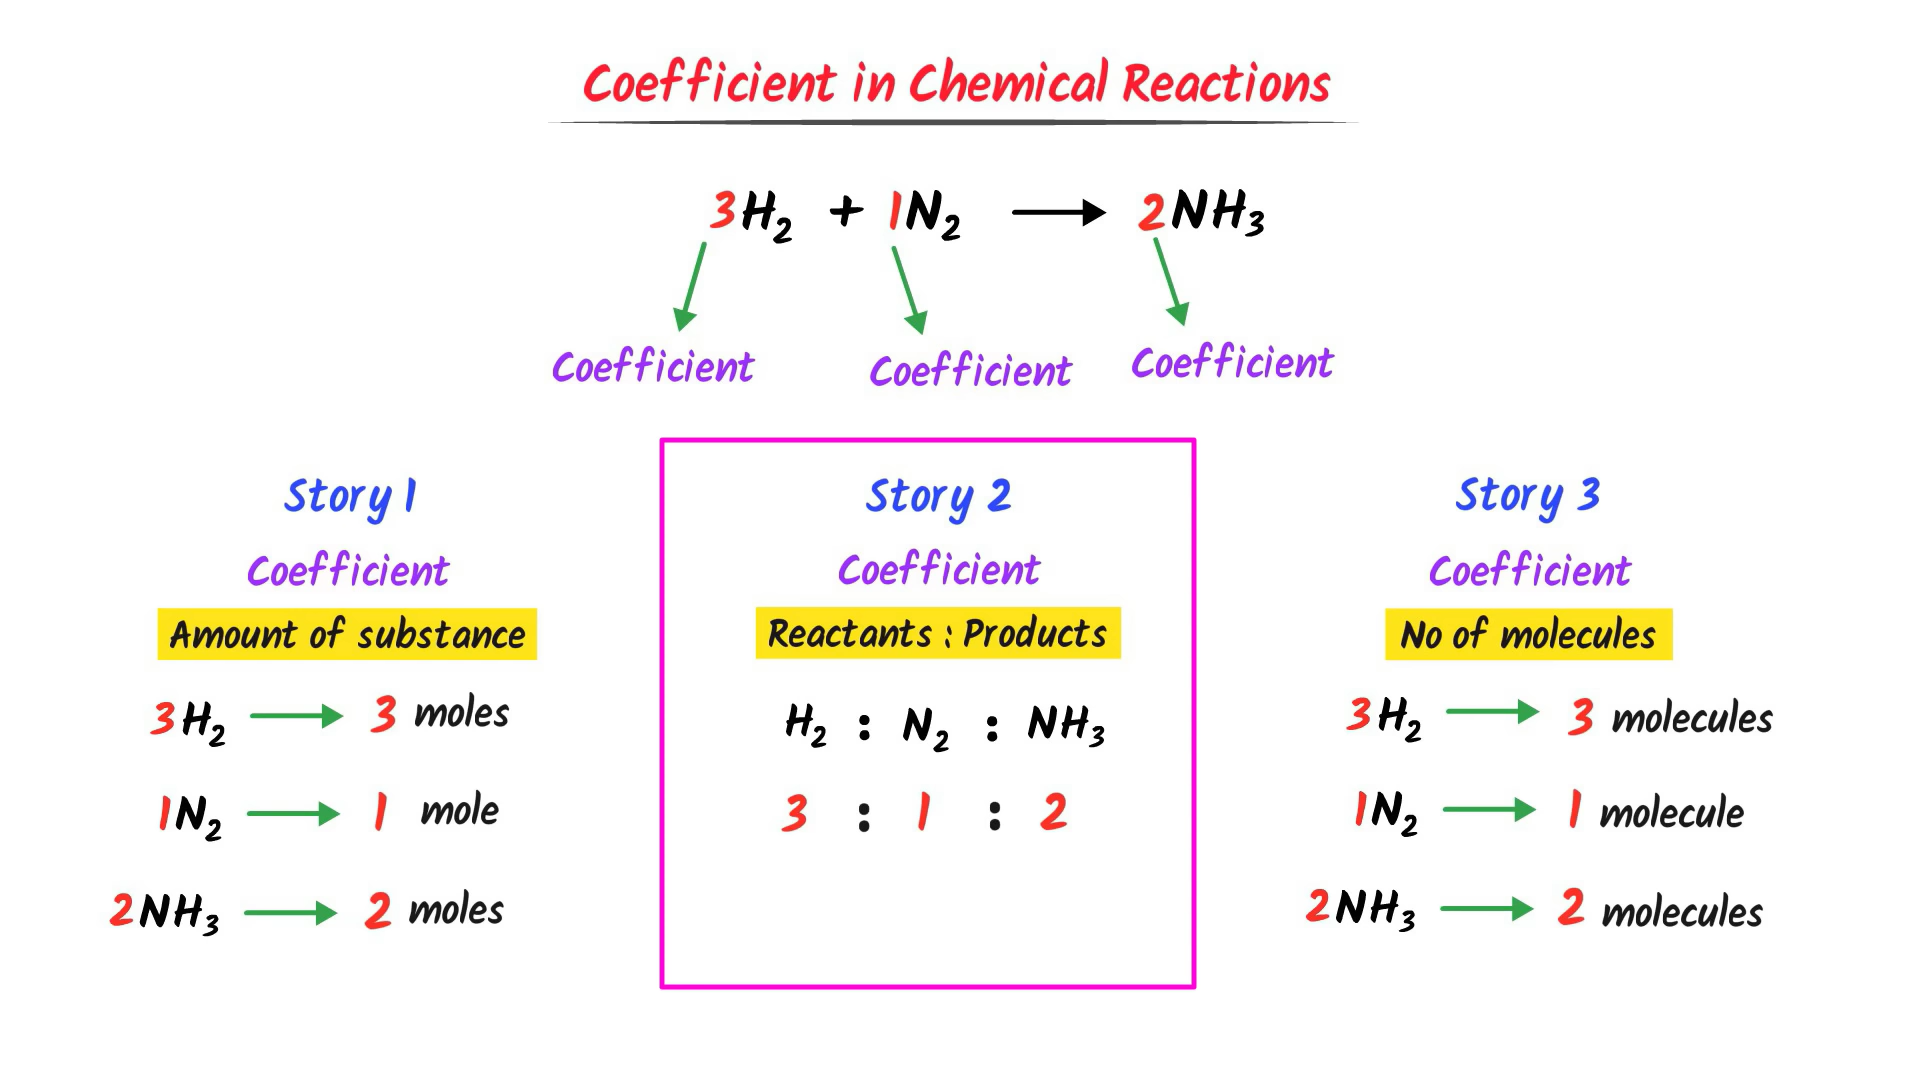 Coefficient in Chemical Reactions
3H₂ + 1N₂ → 2NH₃
Coefficient Coefficient Coefficient
Story 1
Coefficient
Amount of substance
3H₂ → 3 moles
1N₂ → 1 mole
2NH₃ → 2 moles
Story 2
Coefficient
Reactants : Products
H₂ : N₂ : NH₃
3 : 1 : 2
Story 3
Coefficient
No of molecules
3H₂ → 3 molecules
1N₂ → 1 molecule
2NH₃ → 2 molecules